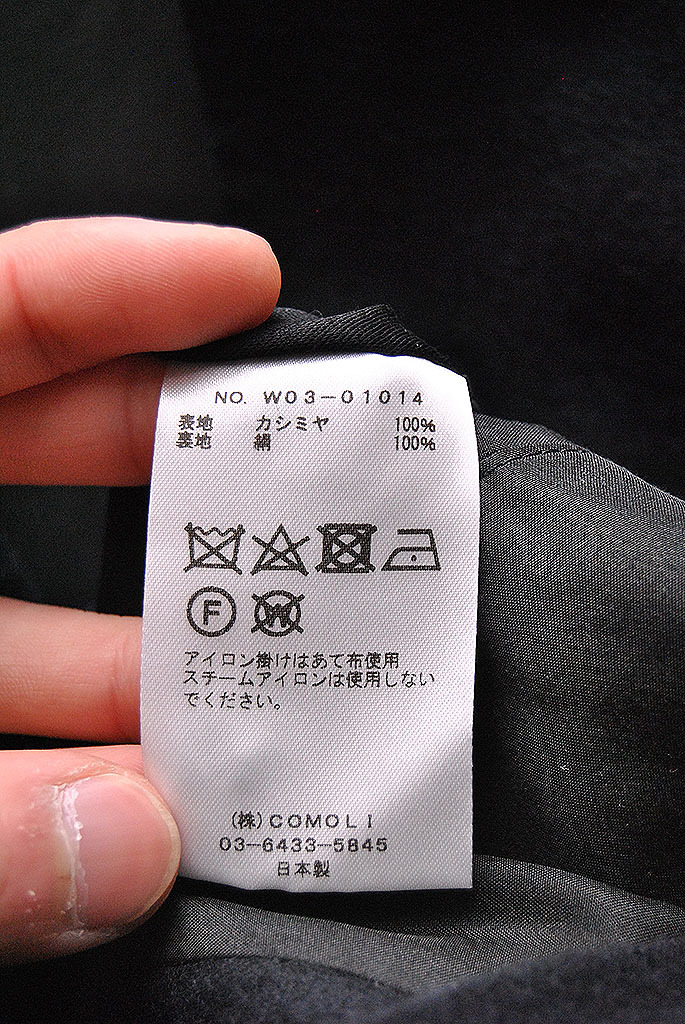 NO. W03-01014
表地 カシミヤ 100%
裏地 絹 100%
F W
アイロン掛けはあて布使用
スチームアイロンは使用しない
でください。
(株)COMOLI
03-6433-5845
日本製